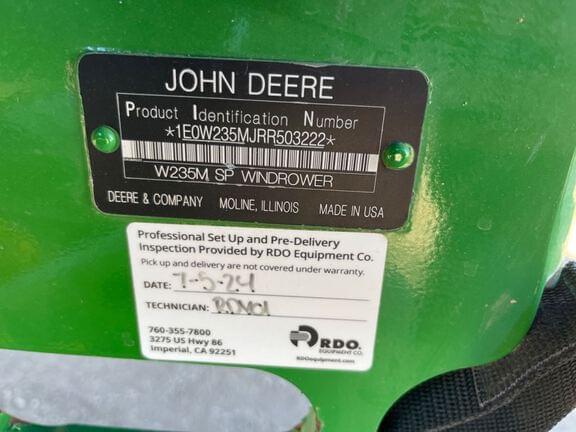 JOHN DEERE
Product Identification Number
*1E0W235MJRR503222*
W235M SP WINDROWER
DEERE & COMPANY MOLINE, ILLINOIS MADE IN USA
Professional Set Up and Pre-Delivery
Inspection Provided by RDO Equipment Co.
Pick up and delivery are not covered under warranty.
DATE: 7-5-24
TECHNICIAN:
760-355-7800
3275 US Hwy 86
Imperial, CA 92251
RDO.
EQUIPMENT CO.
RDOequipment.com